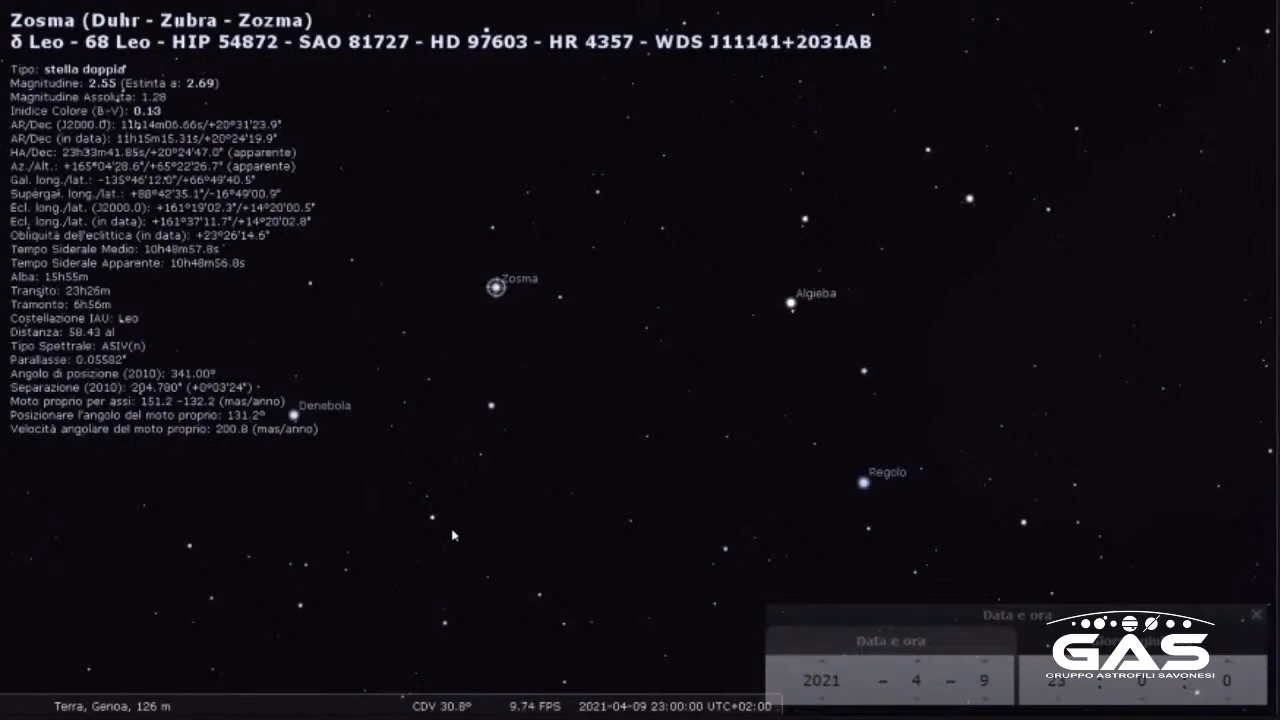 Zosma (Duhr - Zubra - Zozma)
δ Leo - 68 Leo - HIP 54872 - SAO 81727 - HD 97603 - HR 4357 - WDS J11141+2031AB
Tipo: stella doppia
Magnitudine: 2.55 (Estinta a: 2.69)
Magnitudine Assoluta: 1.28
Inidice Colore (B-V): 0.13
AR/Dec (J2000.0): 11h14m06.66s/+20°31'23.9"
AR/Dec (in data): 11h15m15.31s/+20°24'19.9"
HA/Dec: 23h33m41.85s/+20°24'47.0" (apparente)
Az./Alt.: +165°04'28.6"/+65°22'26.7" (apparente)
Gal. long./lat.: -135°46'12.0"/+66°49'40.5"
Supergal. long./lat.: +88°42'35.1"/-16°49'00.9"
Ecl. long./lat. (J2000.0): +161°19'02.3"/+14°20'00.5"
Ecl. long./lat. (in data): +161°37'11.7"/+14°20'02.8"
Obliquità dell'eclittica (in data): +23°26'14.6"
Tempo Siderale Medio: 10h48m57.8s
Tempo Siderale Apparente: 10h48m56.8s
Alba: 15h55m
Transito: 23h26m
Tramonto: 6h56m
Costellazione IAU: Leo
Distanza: 58.43 al
Tipo Spettrale: A5IV(n)
Parallasse: 0.05582"
Angolo di posizione (2010): 341.00°
Separazione (2010): 204.780" (+0°03'24")
Moto proprio per assi: 151.2 -132.2 (mas/anno)
Posizionare l'angolo del moto proprio: 131.2°
Velocità angolare del moto proprio: 200.8 (mas/anno)
Zosma
Algieba
Denebola
Regolo
Data e ora
Data e ora
2021 - 4 - 9
23 : 0 : 0
GAS
GRUPPO ASTROFILI SAVONESI
Terra, Genoa, 126 m
CDV 30.8°
9.74 FPS
2021-04-09 23:00:00 UTC+02:00